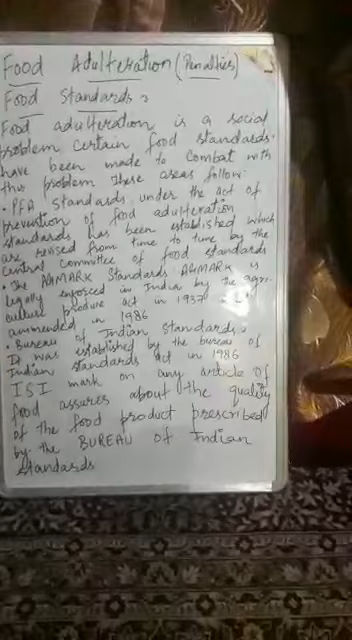 Food Adulteration (Penalties)
Food Standards:
Food adulteration is a social
problem certain food standards.
have been made to combat with
this problem These areas follow:
• PFA Standards under the act of
prevention of food adulteration
standards has been established which
are revised from time to time by the
central committee of food standards
• The AGMARK Standards. AGMARK is
legally enforced in India by the agri-
culture produce act in 1937
ammended in 1986
• Bureau of Indian Standards:
It was established by the bureau of
Indian standards act in 1986
ISI mark on any article of
food assures about the quality
of the food product prescribed
by the BUREAU of Indian
standards